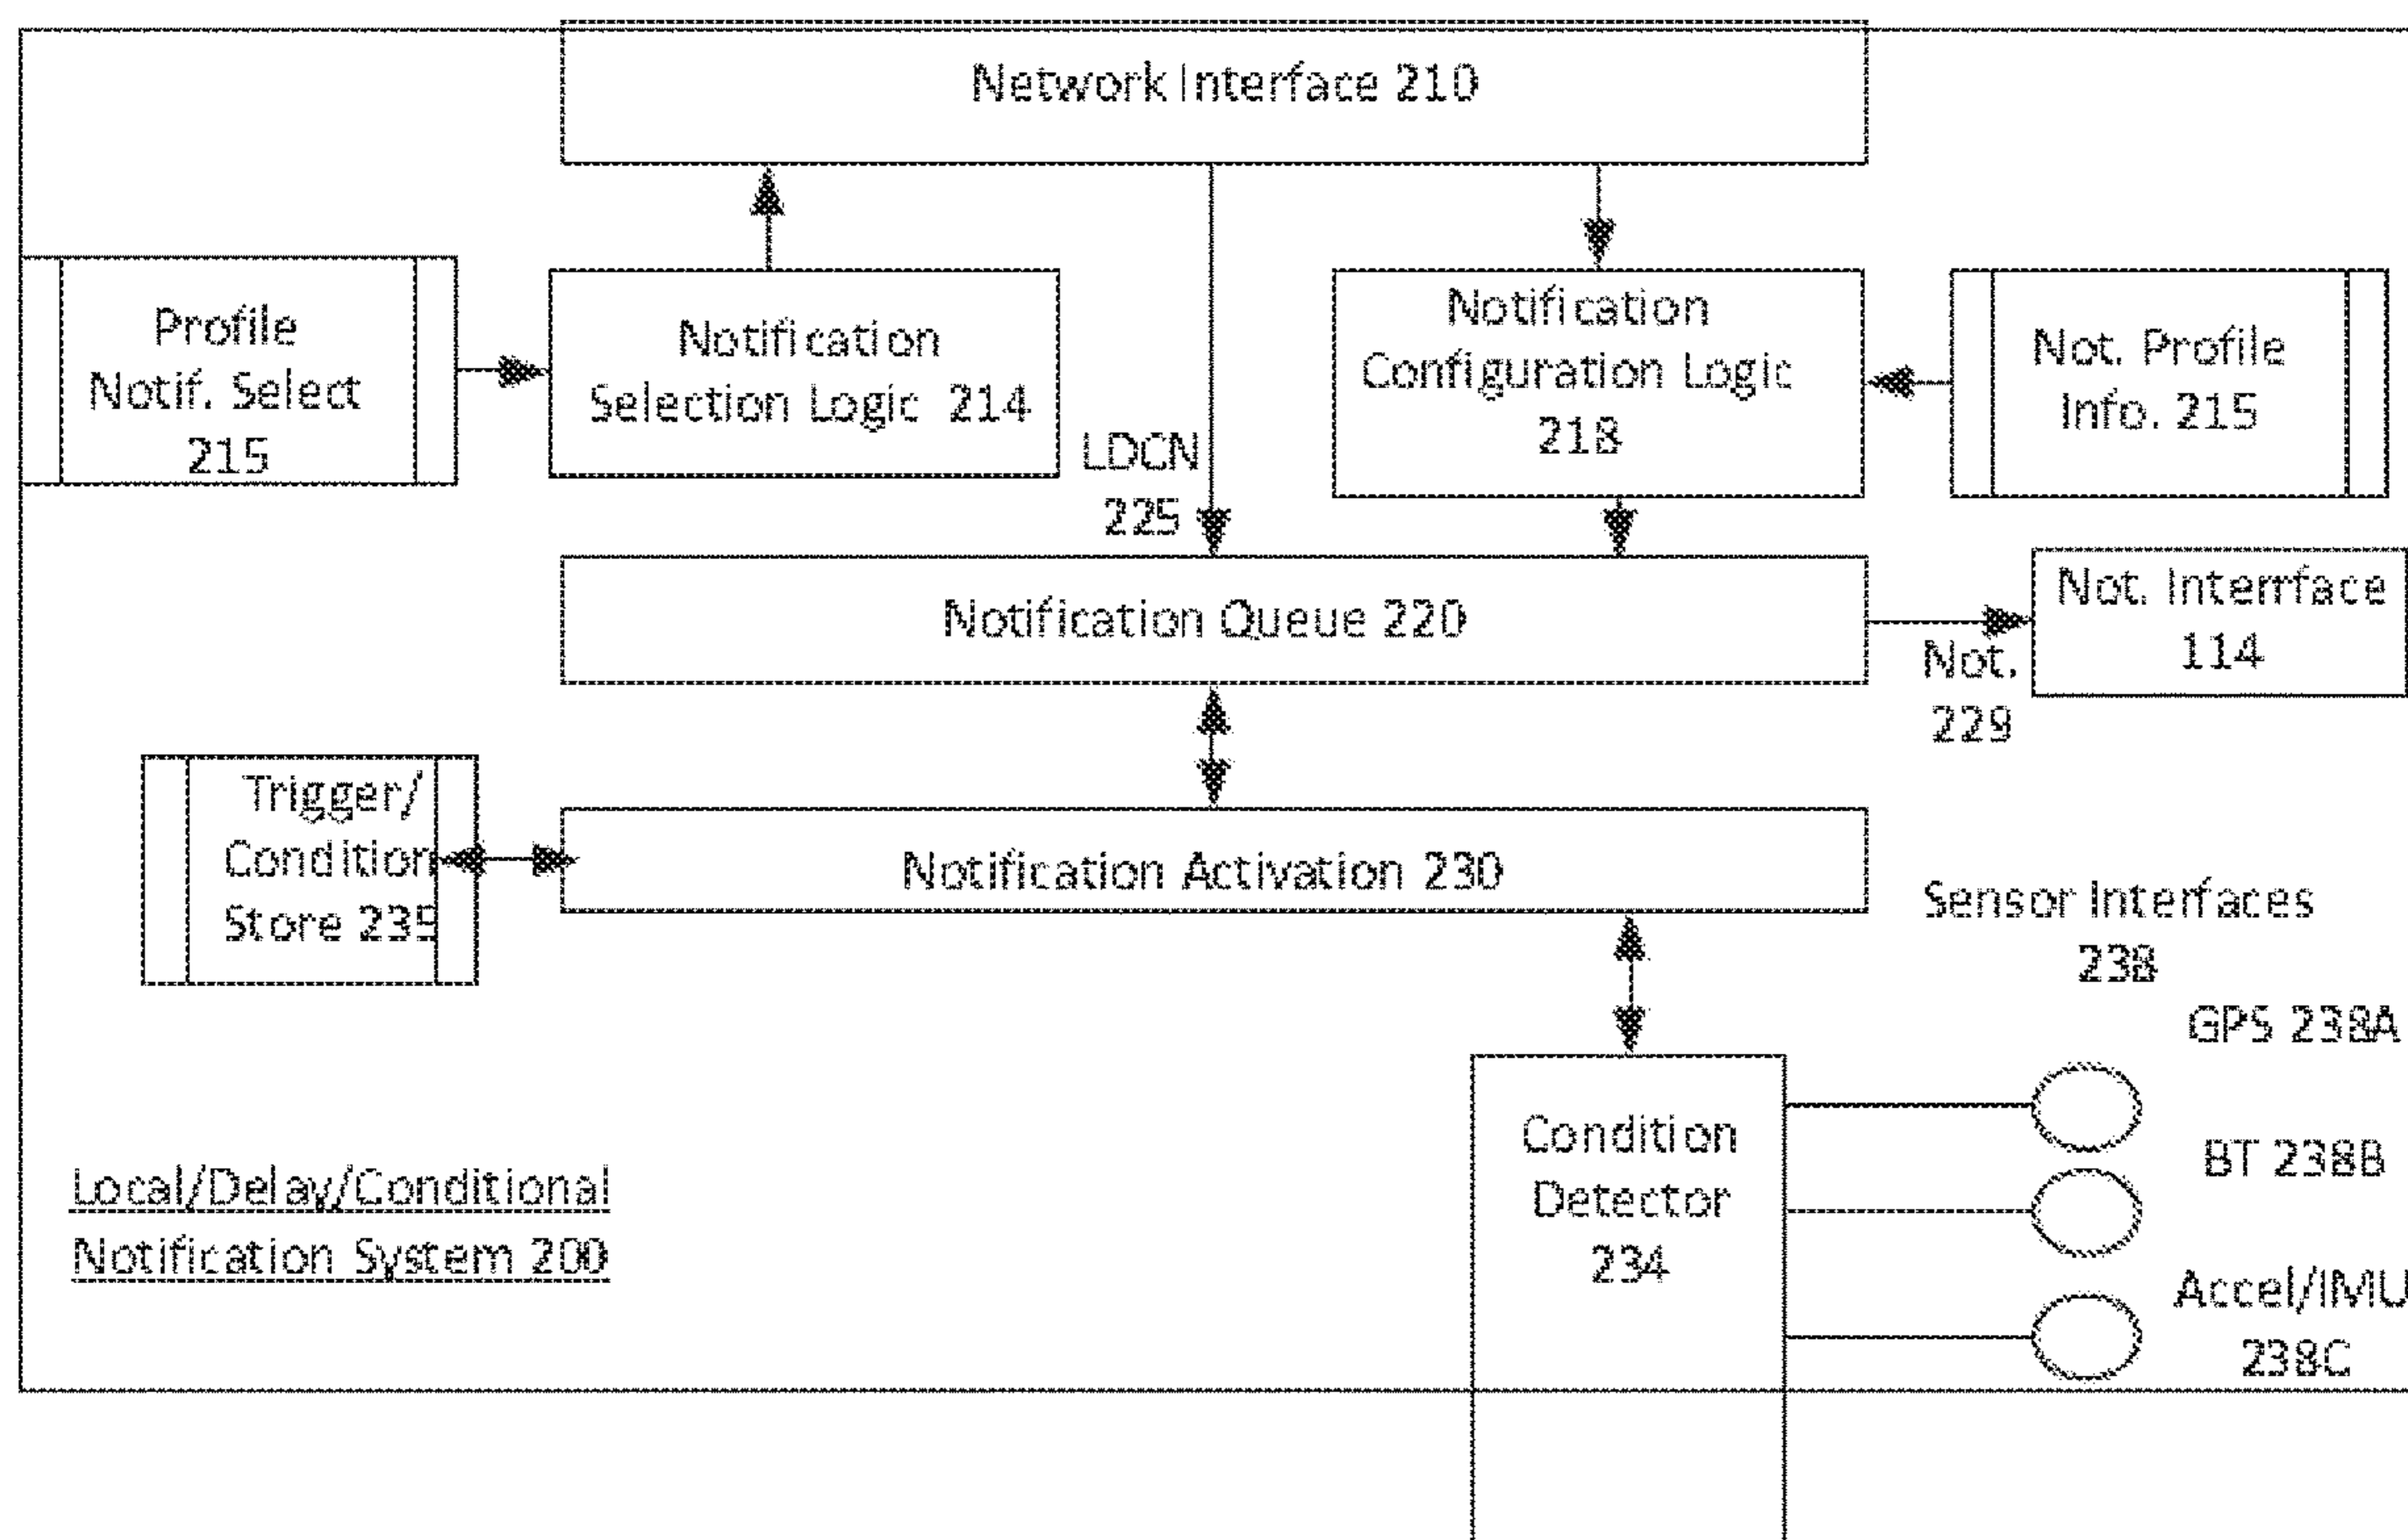 Network Interface 210
Profile
Notif. Select
215
Notification
Selection Logic 214
LDCN
225
Notification
Configuration Logic
218
Not. Profile
Info. 215
Notification Queue 220
Not. Interrface
114
Not.
229
Trigger/
Condition
Store 235
Notification Activation 230
Sensor Interfaces
238
GPS 238A
Condition
Detector
234
BT 238B
Accel/IMU
238C
Local/Delay/Conditional
Notification System 200